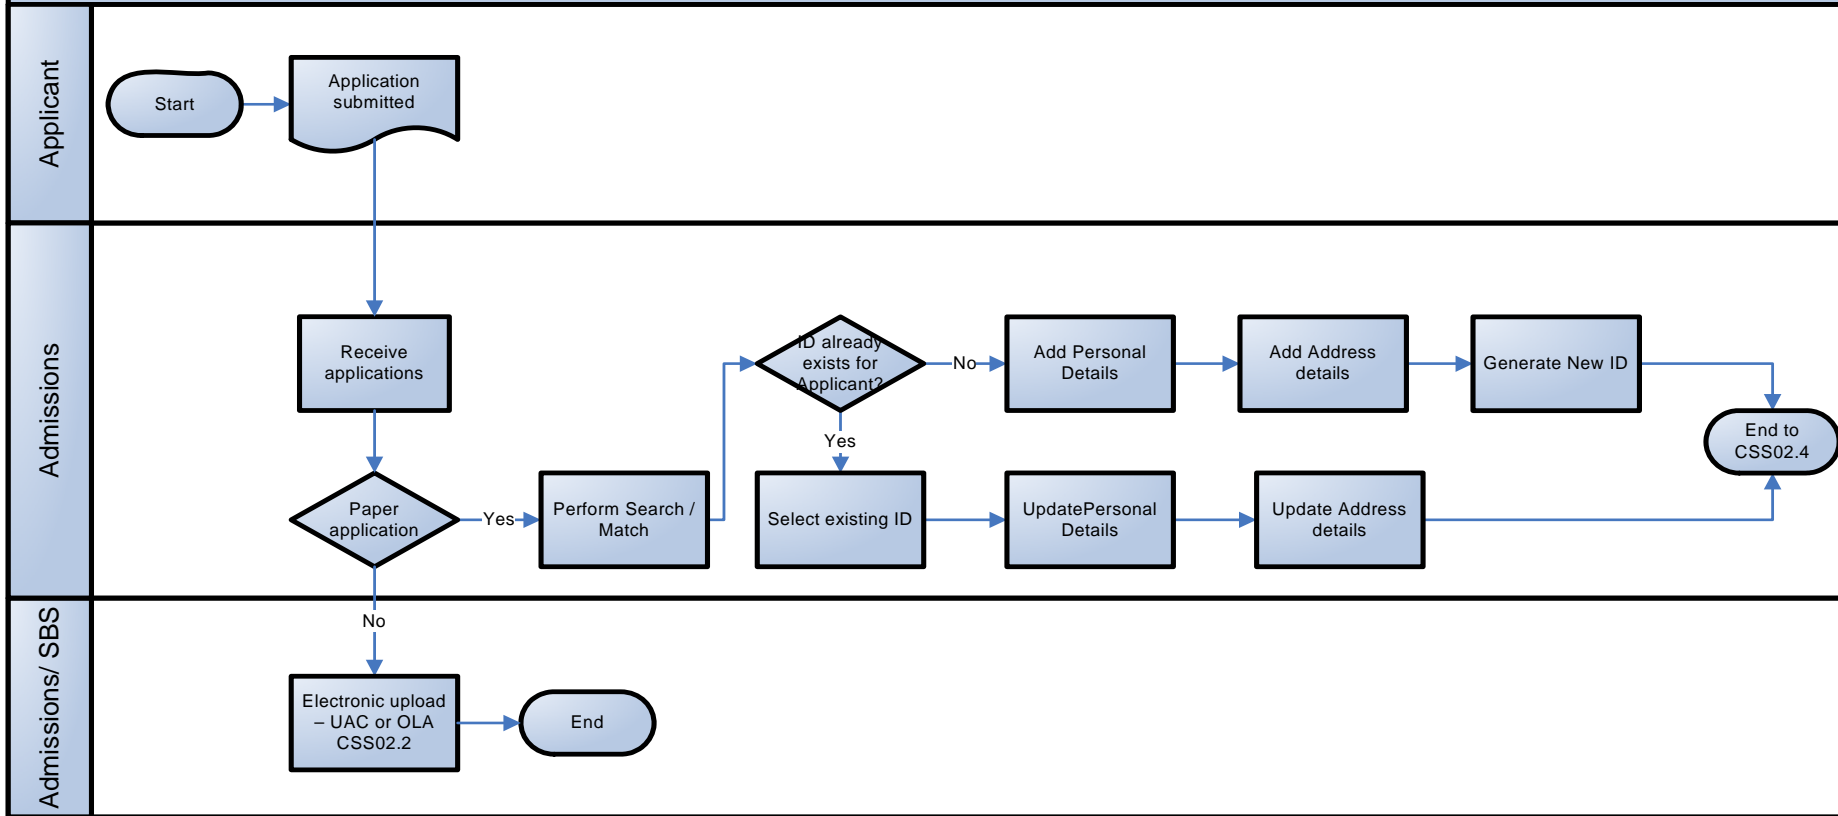 Applicant
Start
Application
submitted
Admissions
Receive
applications
ID already
exists for
Applicant?
No
Add Personal
Details
Add Address
details
Generate New ID
Yes
End to
CSS02.4
Paper
application
Yes
Perform Search /
Match
Select existing ID
UpdatePersonal
Details
Update Address
details
Admissions/ SBS
No
Electronic upload
– UAC or OLA
CSS02.2
End